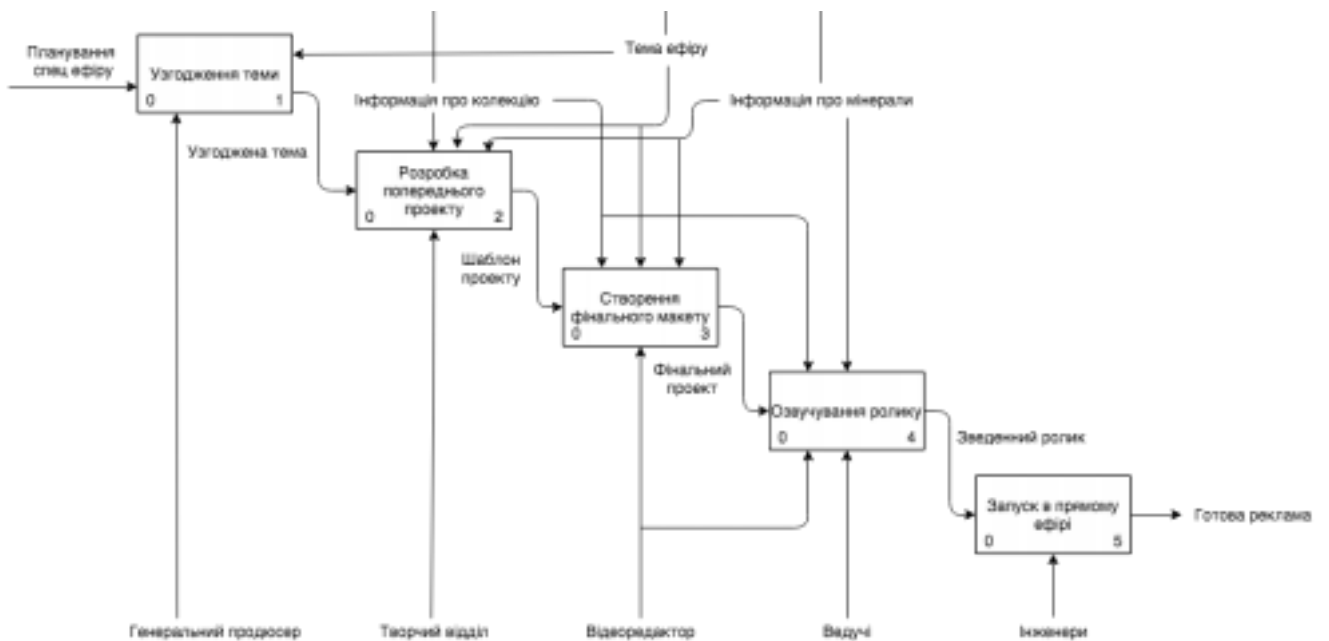 Планування
спец ефіру
Тема ефіру
Узгодження теми
0 1
Інформація про колекцію
Інформація про мінерали
Узгоджена тема
Розробка
попереднього
проекту
0 2
Шаблон
проекту
Створення
фінального макету
0 3
Фінальний
проект
Озвучування ролику
0 4
Зведенний ролик
Запуск в прямому
ефірі
0 5
Готова реклама
Генеральний продюсер
Творчий відділ
Відеоредактор
Ведучі
Інженери